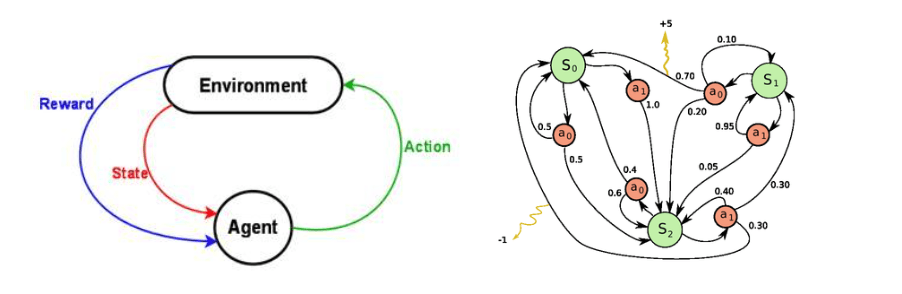 Environment
Reward
State
Action
Agent
+5
0.10
S0
S1
0.70
a1
a0
1.0
0.20
0.5
a0
0.95
a1
0.5
0.05
0.4
0.6
a0
0.40
0.30
S2
a1
0.30
-1